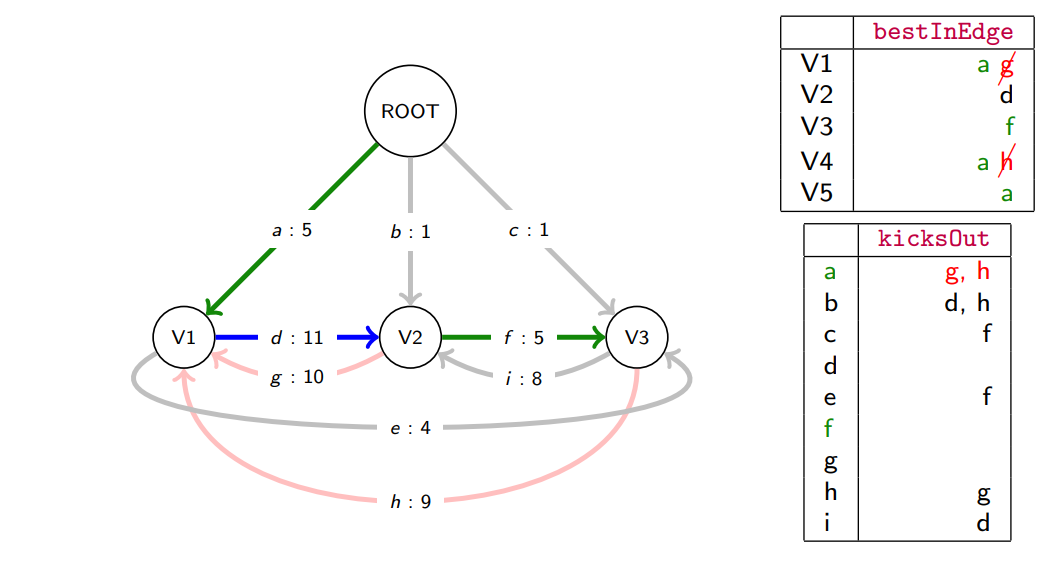 ROOT
a : 5
b : 1
c : 1
V1
d : 11
V2
f : 5
V3
g : 10
i : 8
e : 4
h : 9
bestInEdge
V1 a g
V2 d
V3 f
V4 a h
V5 a
kicksOut
a g, h
b d, h
c f
d
e f
f
g
h g
i d